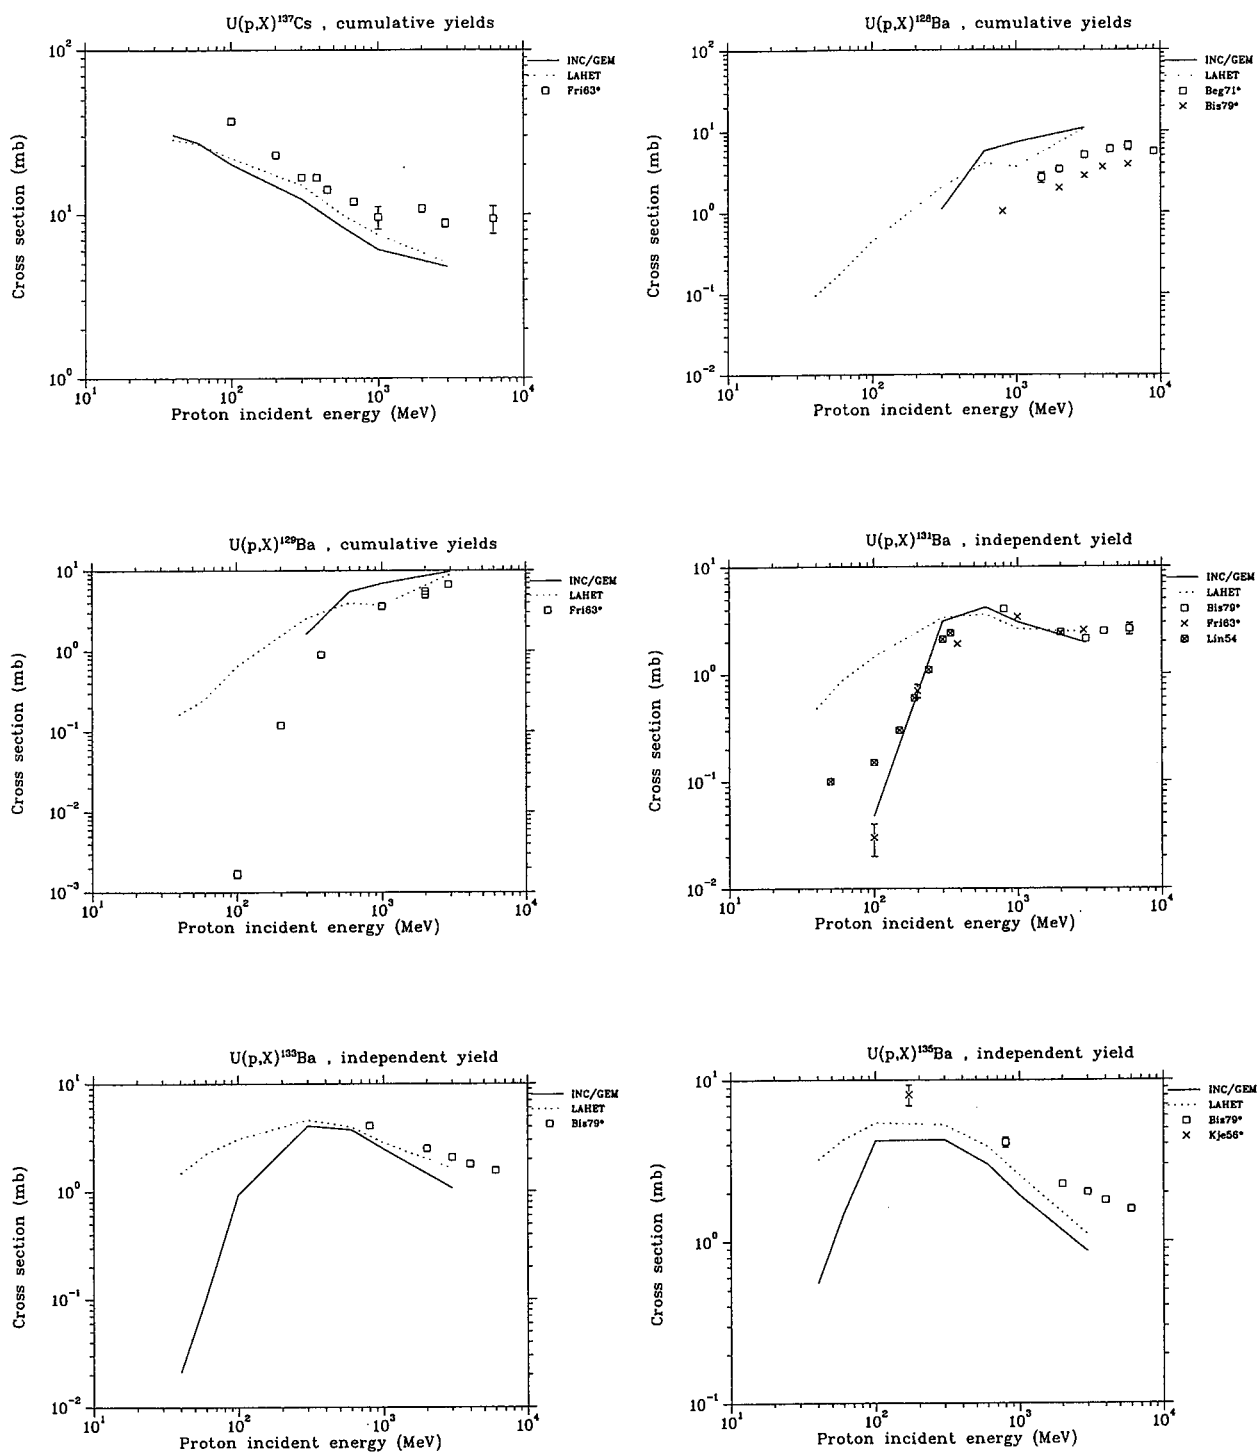 U(p,X)¹³⁷Cs , cumulative yields
10²
10¹
10⁰
10¹
10²
10³
10⁴
Cross section (mb)
Proton incident energy (MeV)
INC/GEM
LAHET
Fri63*
U(p,X)¹²⁸Ba , cumulative yields
10²
10¹
10⁰
10⁻¹
10⁻²
10¹
10²
10³
10⁴
Cross section (mb)
Proton incident energy (MeV)
INC/GEM
LAHET
Beg71*
Bis79*
U(p,X)¹²⁹Ba , cumulative yields
10¹
10⁰
10⁻¹
10⁻²
10⁻³
10¹
10²
10³
10⁴
Cross section (mb)
Proton incident energy (MeV)
INC/GEM
LAHET
Fri63*
U(p,X)¹³¹Ba , independent yield
10¹
10⁰
10⁻¹
10⁻²
10¹
10²
10³
10⁴
Cross section (mb)
Proton incident energy (MeV)
INC/GEM
LAHET
Bis79*
Fri63*
Lin54
U(p,X)¹³³Ba , independent yield
10¹
10⁰
10⁻¹
10⁻²
10¹
10²
10³
10⁴
Cross section (mb)
Proton incident energy (MeV)
INC/GEM
LAHET
Bis79*
U(p,X)¹³⁵Ba , independent yield
10¹
10⁰
10⁻¹
10¹
10²
10³
10⁴
Cross section (mb)
Proton incident energy (MeV)
INC/GEM
LAHET
Bis79*
Kje56*